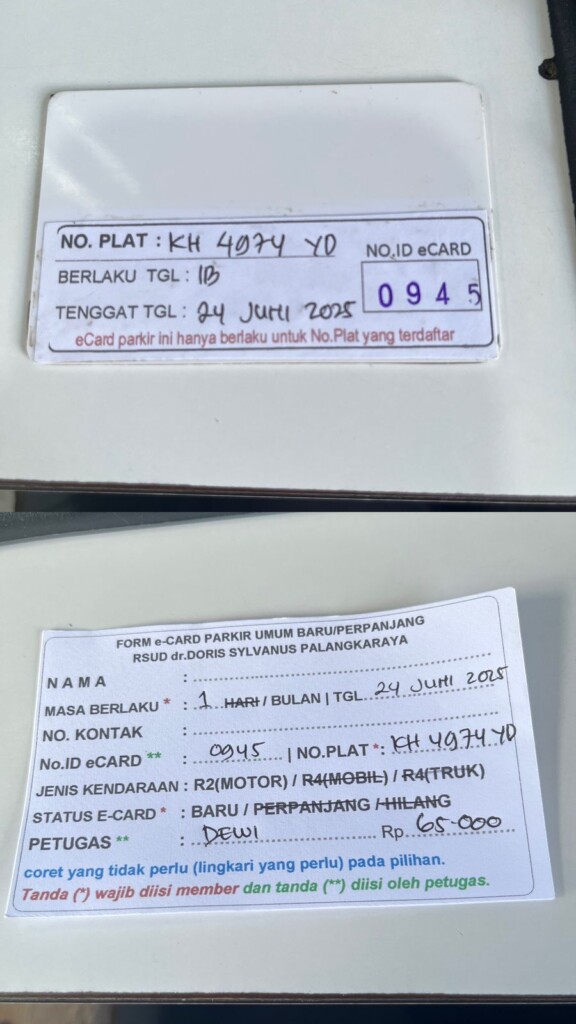 NO. PLAT : KH 4974 YD
NO.ID eCARD
BERLAKU TGL : 1B
0945
TENGGAT TGL : 24 JUNI 2025
eCard parkir ini hanya berlaku untuk No.Plat yang terdaftar
FORM e-CARD PARKIR UMUM BARU/PERPANJANG
RSUD dr.DORIS SYLVANUS PALANGKARAYA
NAMA :
MASA BERLAKU * : 1 HARI / BULAN | TGL 24 JUNI 2025
NO. KONTAK :
No.ID eCARD ** : 0945 | NO.PLAT *: KH 4974 YD
JENIS KENDARAAN : R2(MOTOR) / R4(MOBIL) / R4(TRUK)
STATUS E-CARD * : BARU / PERPANJANG / HILANG
PETUGAS ** : DEWI Rp. 65.000
coret yang tidak perlu (lingkari yang perlu) pada pilihan.
Tanda (*) wajib diisi member dan tanda (**) diisi oleh petugas.